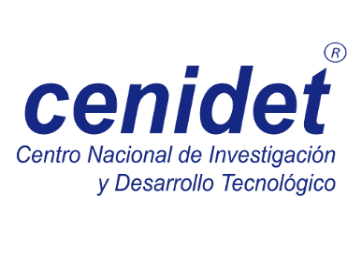 cenidet®
Centro Nacional de Investigación
y Desarrollo Tecnológico